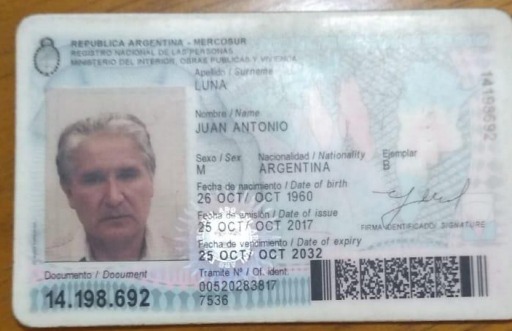 REPUBLICA ARGENTINA - MERCOSUR
REGISTRO NACIONAL DE LAS PERSONAS
MINISTERIO DEL INTERIOR, OBRAS PUBLICAS Y VIVIENDA
Apellido / Surname
LUNA
Nombre / Name
JUAN ANTONIO
Sexo / Sex Nacionalidad / Nationality Ejemplar
M ARGENTINA B
Fecha de nacimiento / Date of birth
26 OCT/ OCT 1960
Fecha de emisión / Date of issue
25 OCT/ OCT 2017
FIRMA IDENTIFICADO/ SIGNATURE
Fecha de vencimiento / Date of expiry
25 OCT/ OCT 2032
Documento / Document
14.198.692
Tramite Nº / Of. ident.
00520283817
7536
14198692